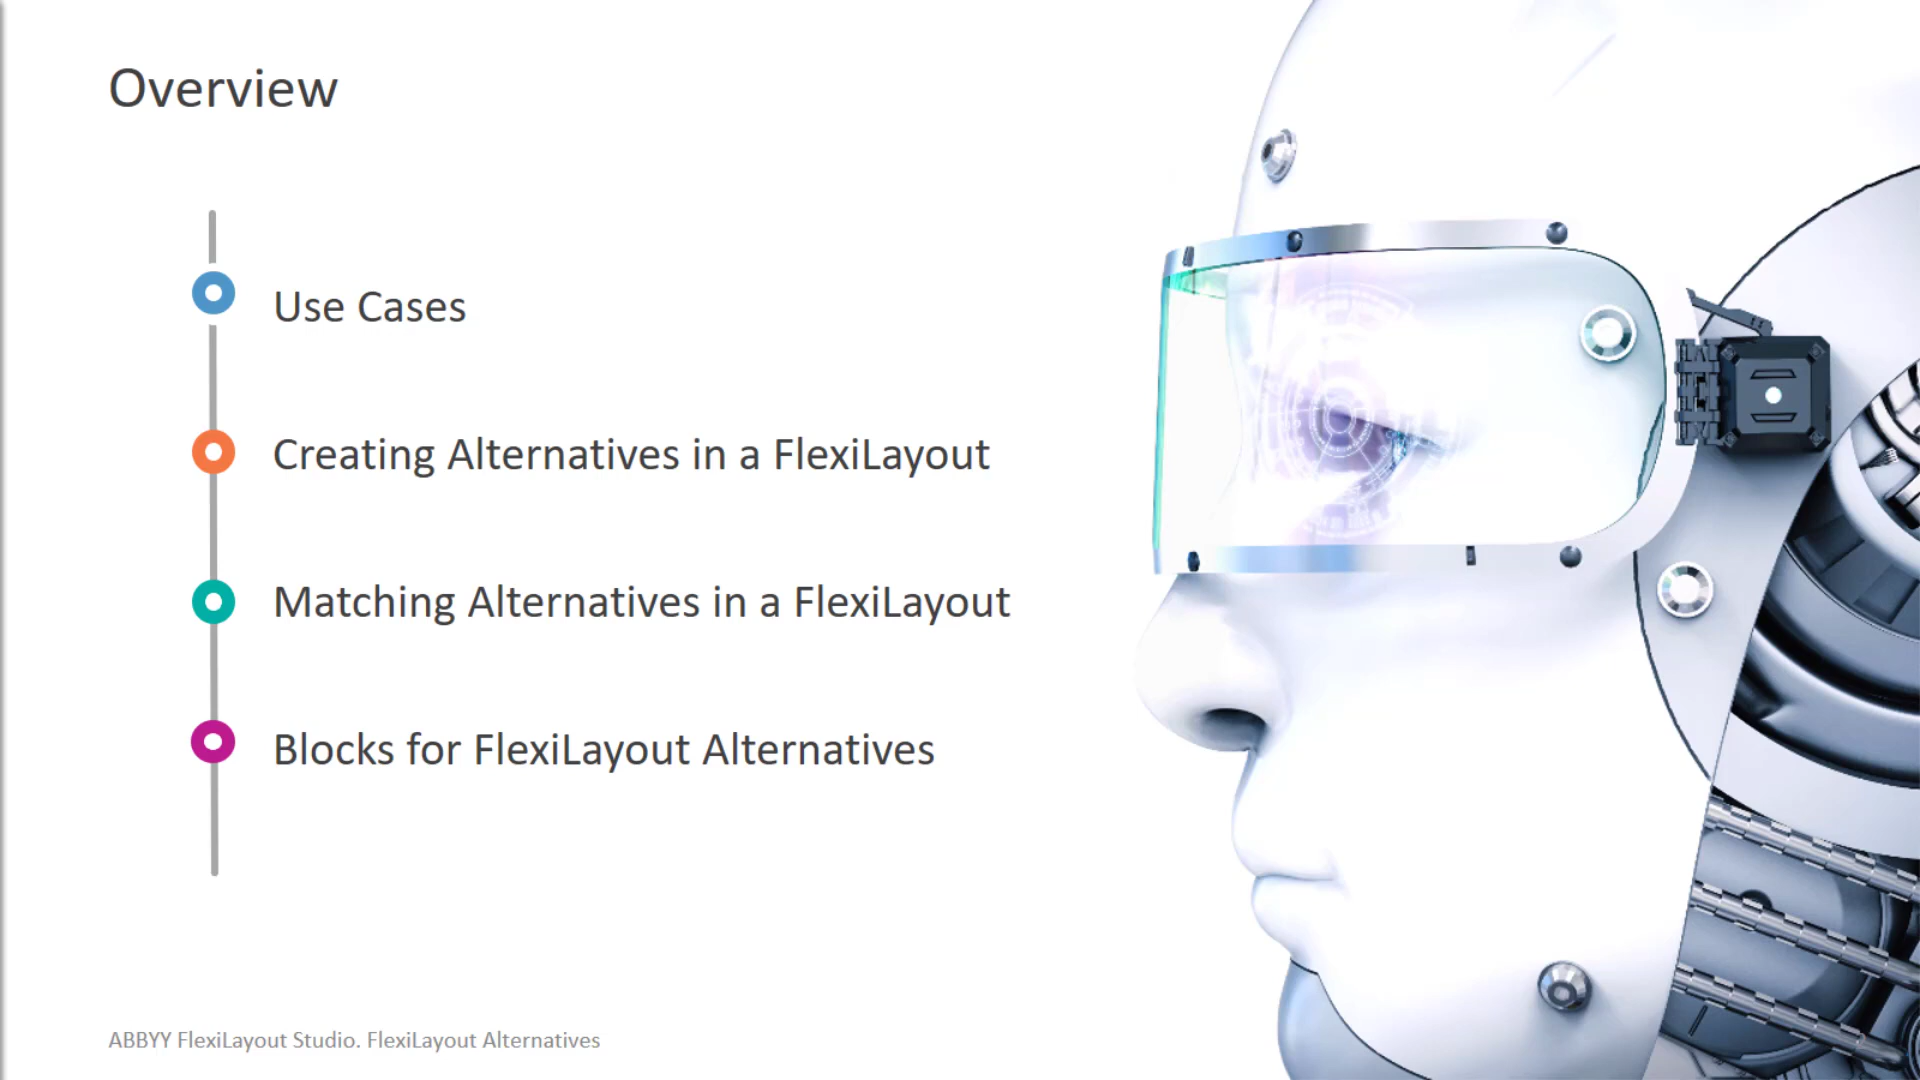 Overview
Use Cases
Creating Alternatives in a FlexiLayout
Matching Alternatives in a FlexiLayout
Blocks for FlexiLayout Alternatives
ABBYY FlexiLayout Studio. FlexiLayout Alternatives